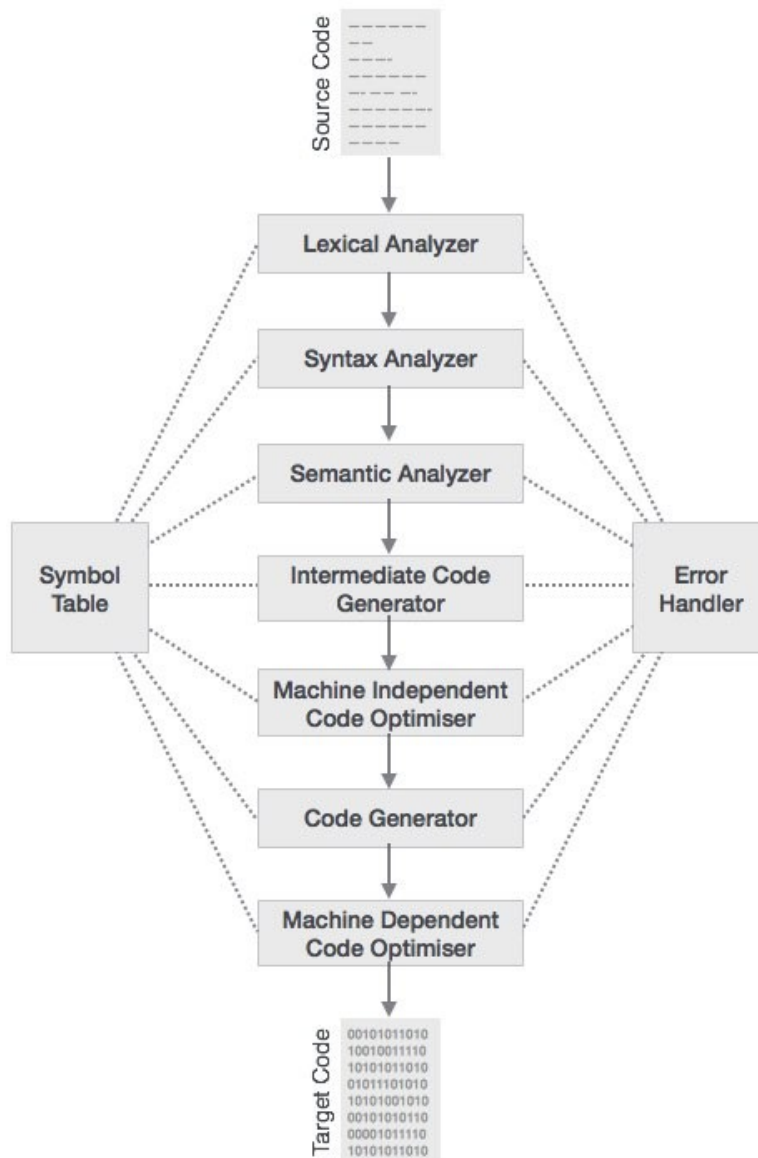 Source Code
Lexical Analyzer
Syntax Analyzer
Semantic Analyzer
Symbol
Table
Intermediate Code
Generator
Error
Handler
Machine Independent
Code Optimiser
Code Generator
Machine Dependent
Code Optimiser
Target Code
00101011010
10010011110
10101011010
01011101010
10101001010
00101010110
00001011110
10101011010